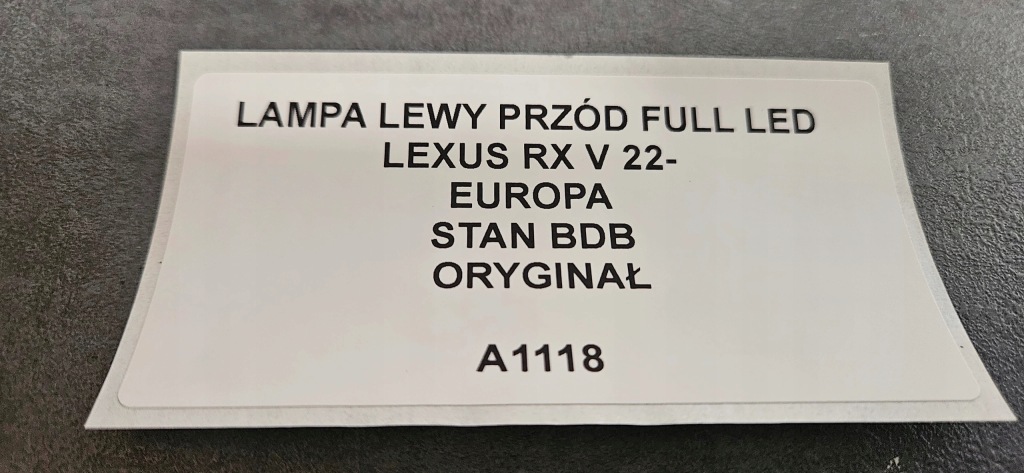 LAMPA LEWY PRZÓD FULL LED
LEXUS RX V 22-
EUROPA
STAN BDB
ORYGINAŁ
A1118